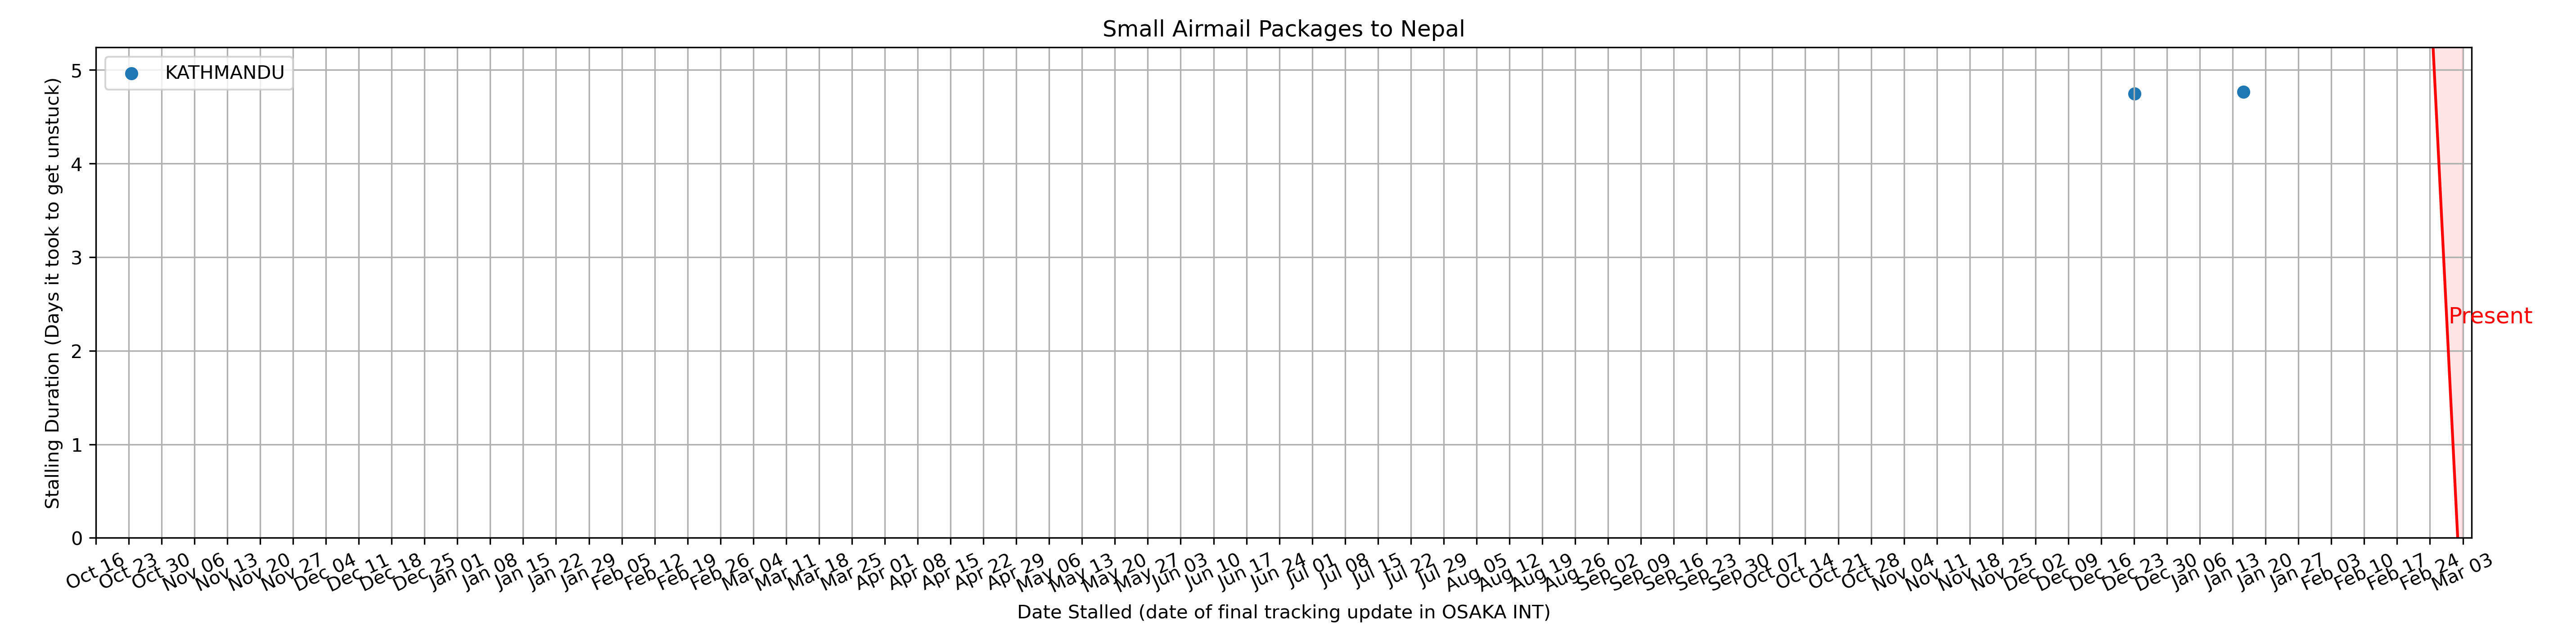 Small Airmail Packages to Nepal
KATHMANDU
Stalling Duration (Days it took to get unstuck)
5
4
3
2
1
0
Present
Oct 16 Oct 23 Oct 30 Nov 06 Nov 13 Nov 20 Nov 27 Dec 04 Dec 11 Dec 18 Dec 25 Jan 01 Jan 08 Jan 15 Jan 22 Jan 29 Feb 05 Feb 12 Feb 19 Feb 26 Mar 04 Mar 11 Mar 18 Mar 25 Apr 01 Apr 08 Apr 15 Apr 22 Apr 29 May 06 May 13 May 20 May 27 Jun 03 Jun 10 Jun 17 Jun 24 Jul 01 Jul 08 Jul 15 Jul 22 Jul 29 Aug 05 Aug 12 Aug 19 Aug 26 Sep 02 Sep 09 Sep 16 Sep 23 Sep 30 Oct 07 Oct 14 Oct 21 Oct 28 Nov 04 Nov 11 Nov 18 Nov 25 Dec 02 Dec 09 Dec 16 Dec 23 Dec 30 Jan 06 Jan 13 Jan 20 Jan 27 Feb 03 Feb 10 Feb 17 Feb 24 Mar 03
Date Stalled (date of final tracking update in OSAKA INT)